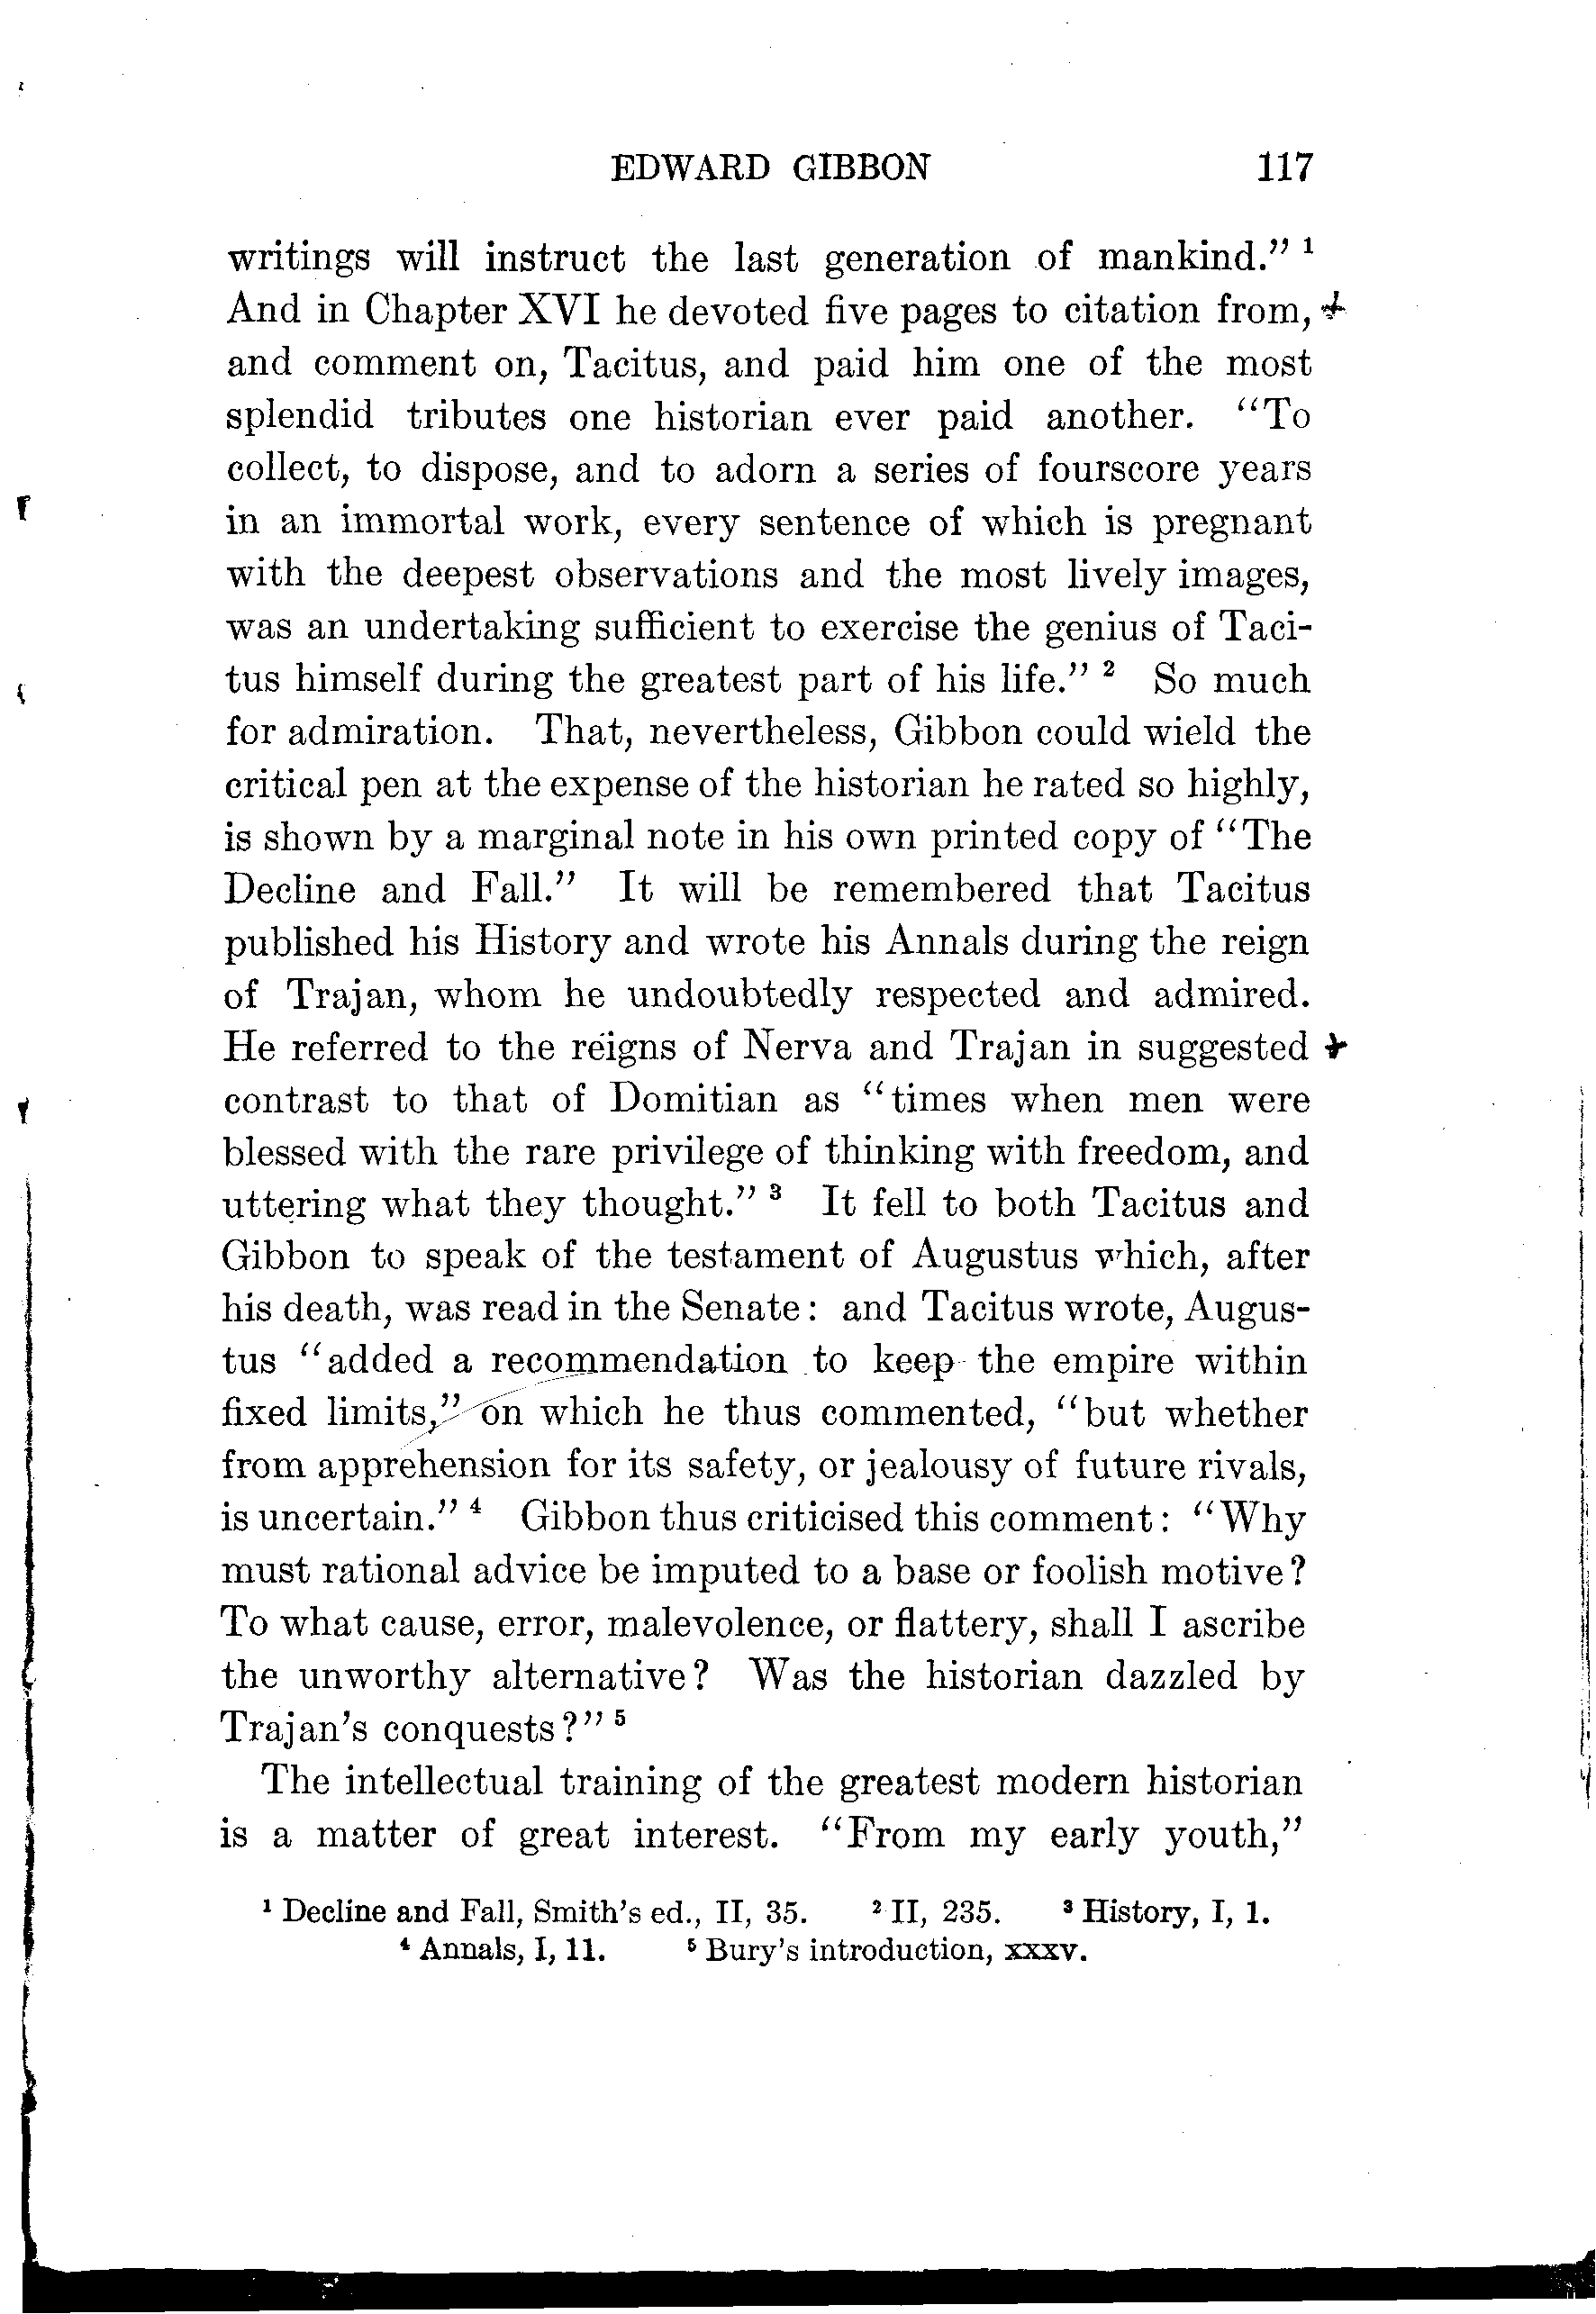 EDWARD GIBBON 117
writings will instruct the last generation of mankind." ¹
And in Chapter XVI he devoted five pages to citation from,
and comment on, Tacitus, and paid him one of the most
splendid tributes one historian ever paid another. "To
collect, to dispose, and to adorn a series of fourscore years
in an immortal work, every sentence of which is pregnant
with the deepest observations and the most lively images,
was an undertaking sufficient to exercise the genius of Taci-
tus himself during the greatest part of his life." ² So much
for admiration. That, nevertheless, Gibbon could wield the
critical pen at the expense of the historian he rated so highly,
is shown by a marginal note in his own printed copy of "The
Decline and Fall." It will be remembered that Tacitus
published his History and wrote his Annals during the reign
of Trajan, whom he undoubtedly respected and admired.
He referred to the reigns of Nerva and Trajan in suggested
contrast to that of Domitian as "times when men were
blessed with the rare privilege of thinking with freedom, and
uttering what they thought." ³ It fell to both Tacitus and
Gibbon to speak of the testament of Augustus which, after
his death, was read in the Senate: and Tacitus wrote, Augus-
tus "added a recommendation to keep the empire within
fixed limits," on which he thus commented, "but whether
from apprehension for its safety, or jealousy of future rivals,
is uncertain." ⁴ Gibbon thus criticised this comment: "Why
must rational advice be imputed to a base or foolish motive?
To what cause, error, malevolence, or flattery, shall I ascribe
the unworthy alternative? Was the historian dazzled by
Trajan's conquests?" ⁵
The intellectual training of the greatest modern historian
is a matter of great interest. "From my early youth,"
¹ Decline and Fall, Smith's ed., II, 35. ² II, 235. ³ History, I, 1.
⁴ Annals, I, 11. ⁵ Bury's introduction, xxxv.